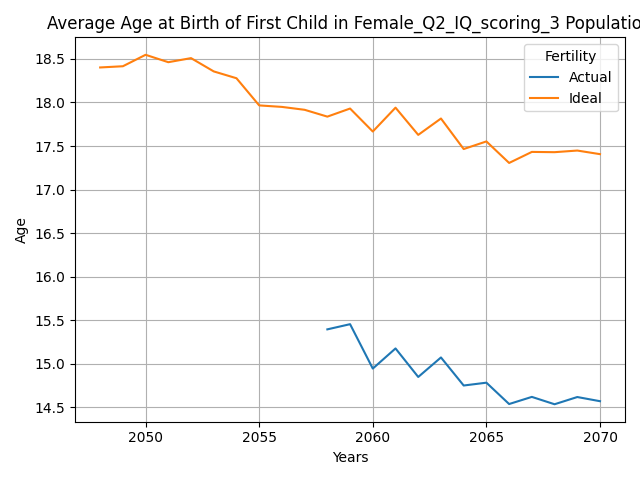 Average Age at Birth of First Child in Female_Q2_IQ_scoring_3 Populatio
Fertility
Actual
Ideal
18.5
18.0
17.5
17.0
16.5
16.0
15.5
15.0
14.5
Age
2050 2055 2060 2065 2070
Years